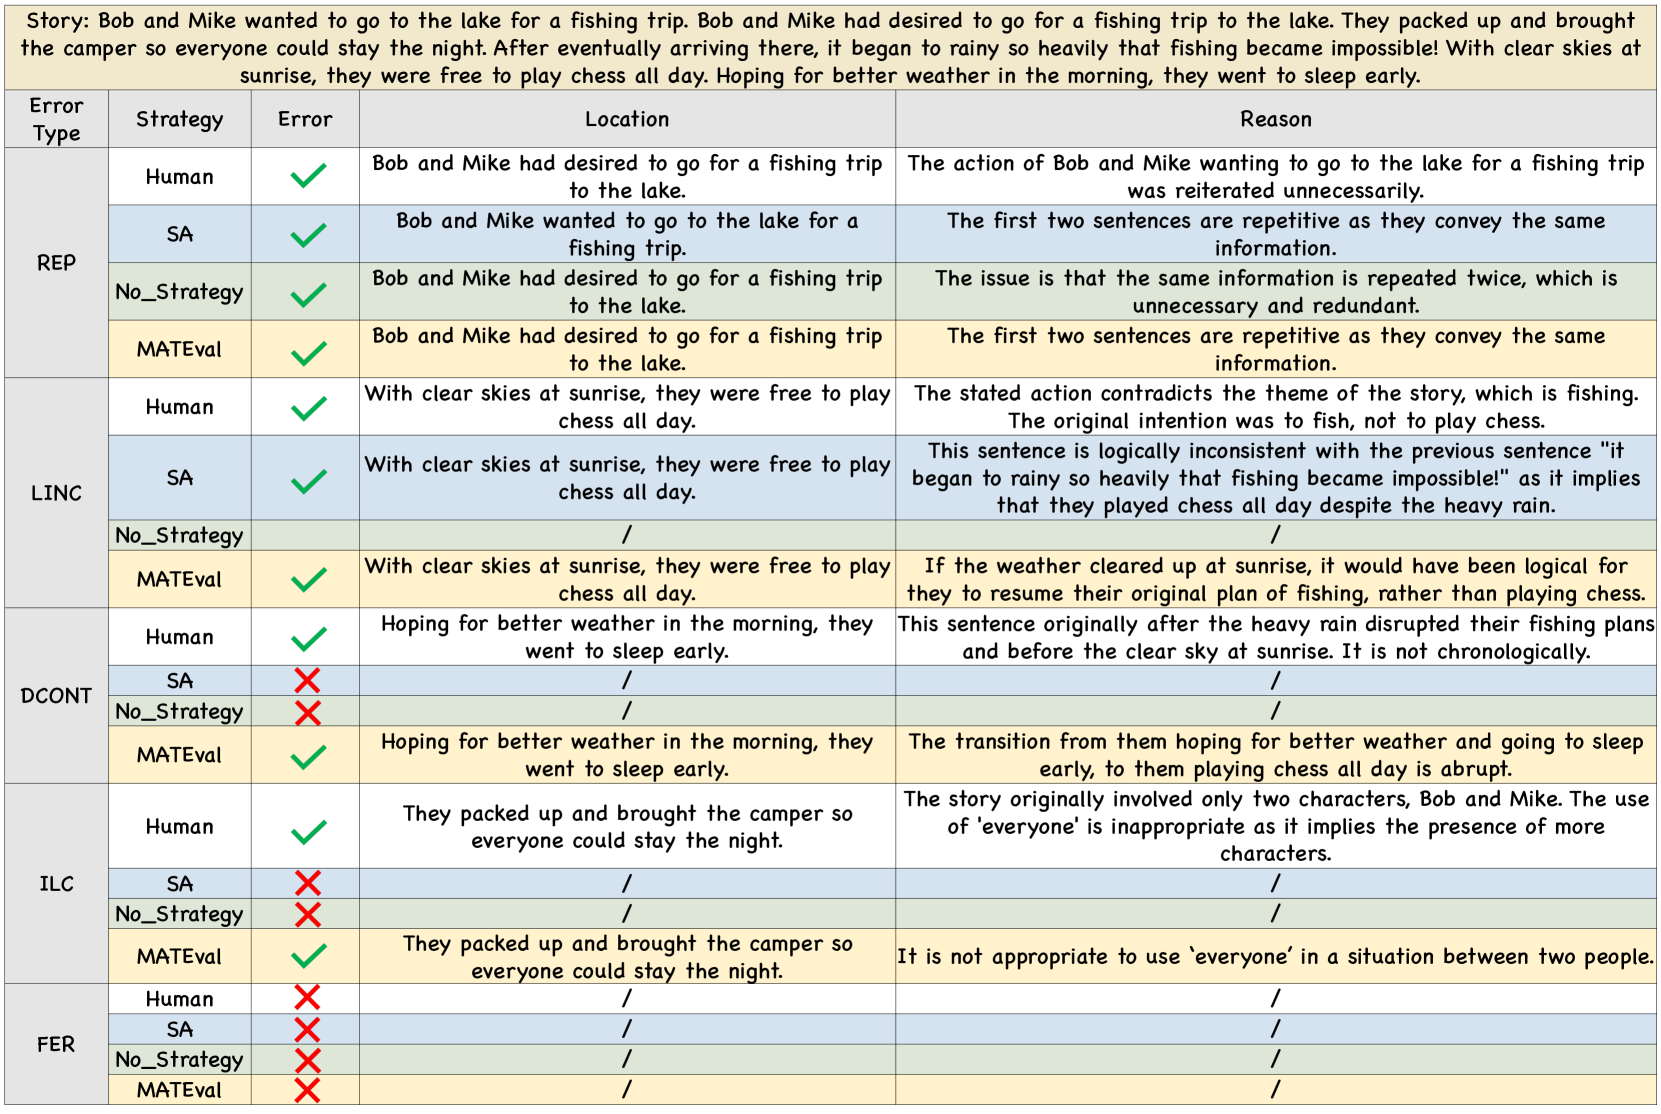 Story: Bob and Mike wanted to go to the lake for a fishing trip. Bob and Mike had desired to go for a fishing trip to the lake. They packed up and brought
the camper so everyone could stay the night. After eventually arriving there, it began to rainy so heavily that fishing became impossible! With clear skies at
sunrise, they were free to play chess all day. Hoping for better weather in the morning, they went to sleep early.
Error
Type
Strategy
Error
Location
Reason
REP
Human
Bob and Mike had desired to go for a fishing trip
to the lake.
The action of Bob and Mike wanting to go to the lake for a fishing trip
was reiterated unnecessarily.
SA
Bob and Mike wanted to go to the lake for a
fishing trip.
The first two sentences are repetitive as they convey the same
information.
No_Strategy
Bob and Mike had desired to go for a fishing trip
to the lake.
The issue is that the same information is repeated twice, which is
unnecessary and redundant.
MATEval
Bob and Mike had desired to go for a fishing trip
to the lake.
The first two sentences are repetitive as they convey the same
information.
LINC
Human
With clear skies at sunrise, they were free to play
chess all day.
The stated action contradicts the theme of the story, which is fishing.
The original intention was to fish, not to play chess.
SA
With clear skies at sunrise, they were free to play
chess all day.
This sentence is logically inconsistent with the previous sentence "it
began to rainy so heavily that fishing became impossible!" as it implies
that they played chess all day despite the heavy rain.
No_Strategy
/
/
MATEval
With clear skies at sunrise, they were free to play
chess all day.
If the weather cleared up at sunrise, it would have been logical for
they to resume their original plan of fishing, rather than playing chess.
DCONT
Human
Hoping for better weather in the morning, they
went to sleep early.
This sentence originally after the heavy rain disrupted their fishing plans
and before the clear sky at sunrise. It is not chronologically.
SA
/
/
No_Strategy
/
/
MATEval
Hoping for better weather in the morning, they
went to sleep early.
The transition from them hoping for better weather and going to sleep
early, to them playing chess all day is abrupt.
ILC
Human
They packed up and brought the camper so
everyone could stay the night.
The story originally involved only two characters, Bob and Mike. The use
of 'everyone' is inappropriate as it implies the presence of more
characters.
SA
/
/
No_Strategy
/
/
MATEval
They packed up and brought the camper so
everyone could stay the night.
It is not appropriate to use ‘everyone’ in a situation between two people.
FER
Human
/
/
SA
/
/
No_Strategy
/
/
MATEval
/
/